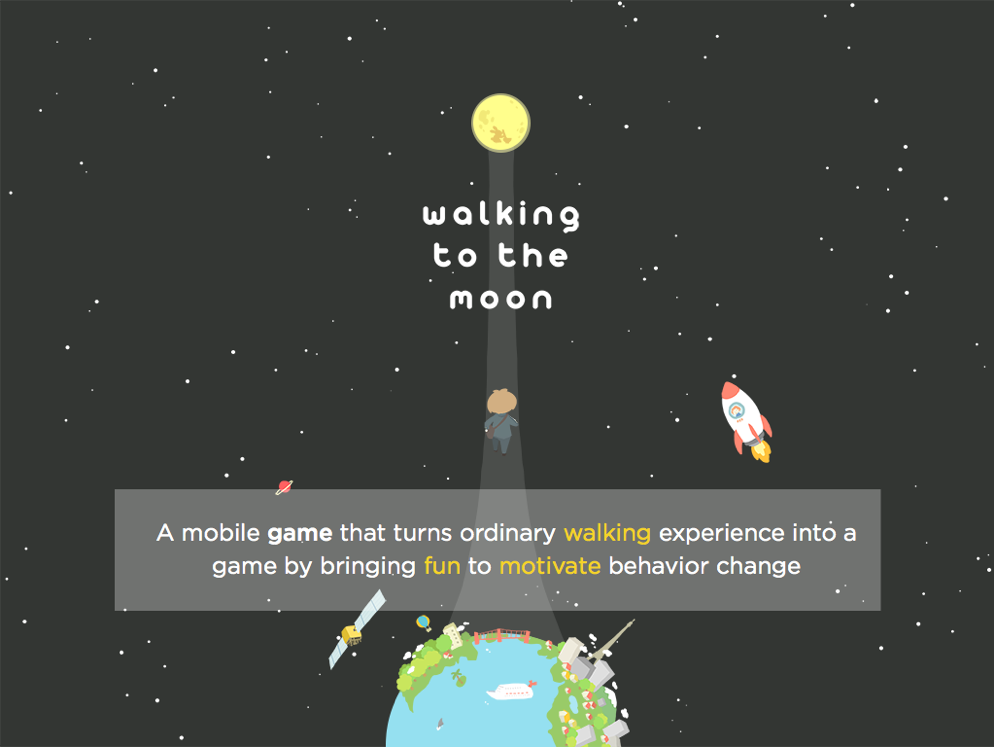 walking
to the
moon
A mobile game that turns ordinary walking experience into a
game by bringing fun to motivate behavior change